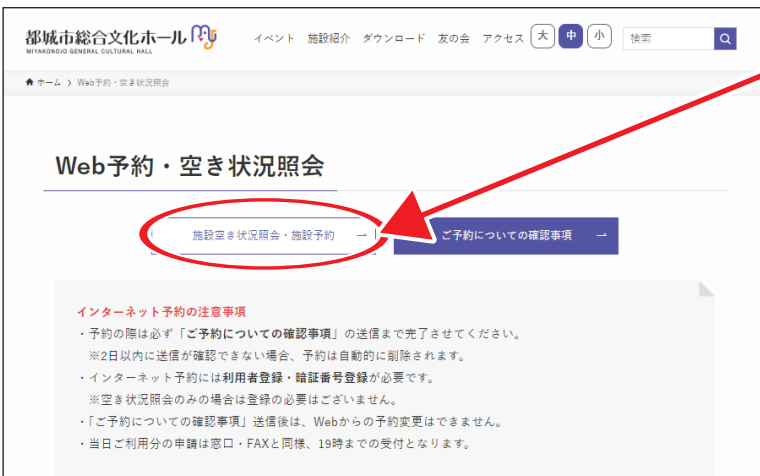 都城市総合文化ホール MJ
MIYAKONOJO GENERAL CULTURAL HALL
イベント 施設紹介 ダウンロード 友の会 アクセス 大 中 小 検索
ホーム > Web予約・空き状況照会
Web予約・空き状況照会
施設空き状況照会・施設予約 →
ご予約についての確認事項 →
インターネット予約の注意事項
・予約の際は必ず「ご予約についての確認事項」の送信まで完了させてください。
※2日以内に送信が確認できない場合、予約は自動的に削除されます。
・インターネット予約には利用者登録・暗証番号登録が必要です。
※空き状況照会のみの場合は登録の必要はございません。
・「ご予約についての確認事項」送信後は、Webからの予約変更はできません。
・当日ご利用分の申請は窓口・FAXと同様、19時までの受付となります。